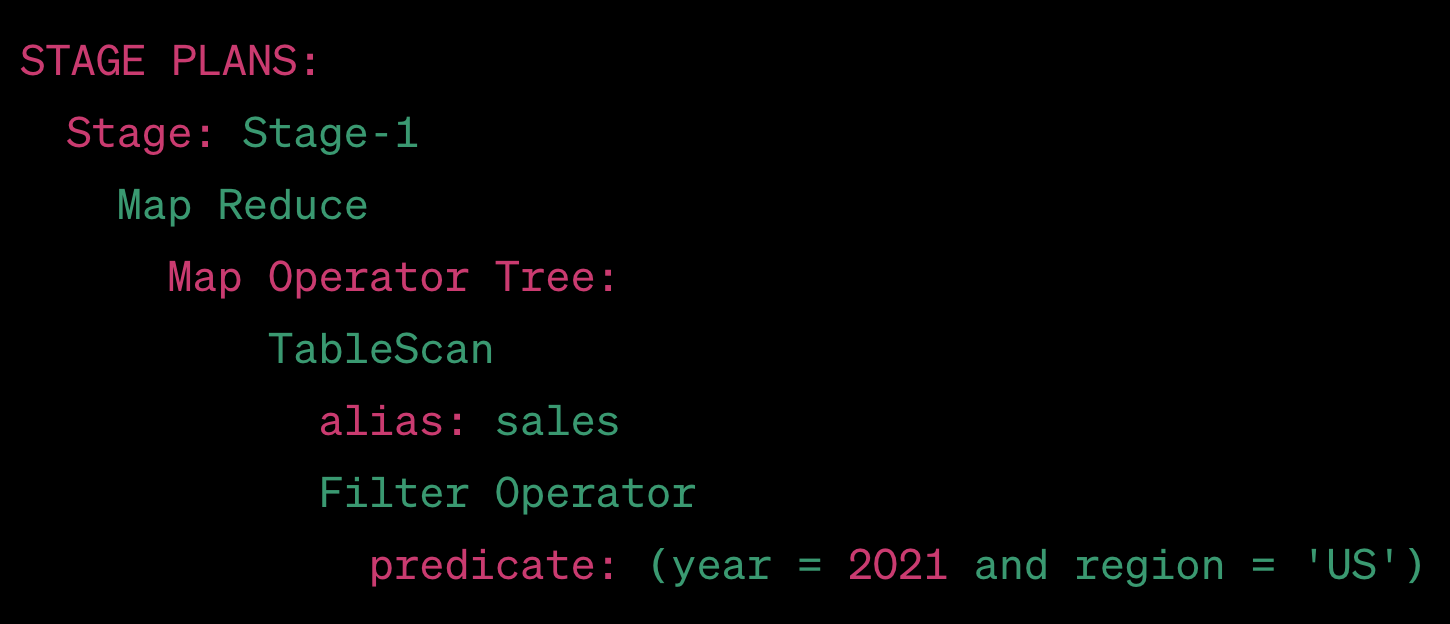 STAGE PLANS:
Stage: Stage-1
Map Reduce
Map Operator Tree:
TableScan
alias: sales
Filter Operator
predicate: (year = 2021 and region = 'US')